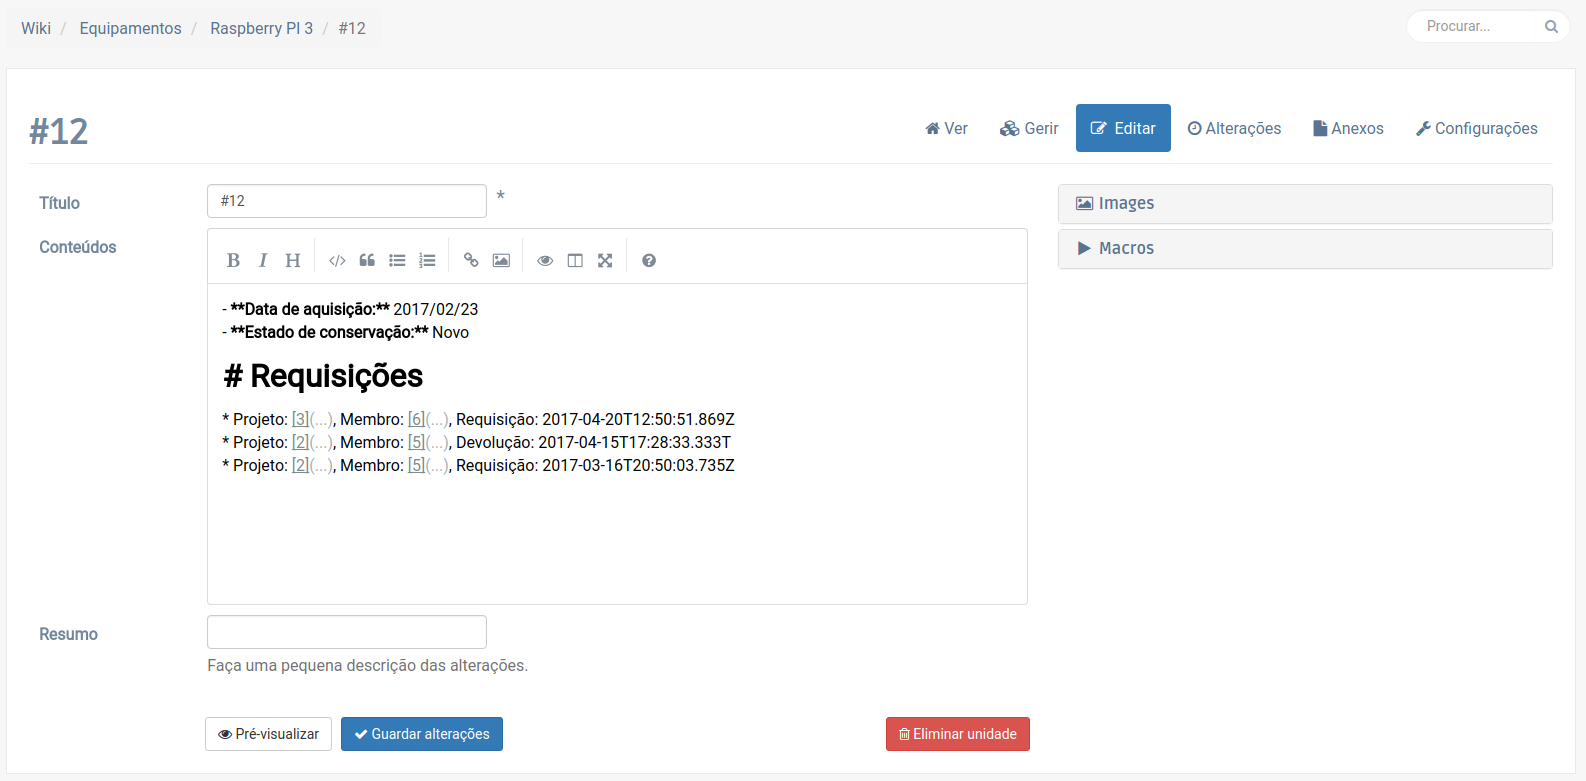 Wiki / Equipamentos / Raspberry PI 3 / #12
Procurar...
#12
Ver
Gerir
Editar
Alterações
Anexos
Configurações
Título
#12
*
Conteúdos
B I H
- **Data de aquisição:** 2017/02/23
- **Estado de conservação:** Novo
# Requisições
* Projeto: [3](...), Membro: [6](...), Requisição: 2017-04-20T12:50:51.869Z
* Projeto: [2](...), Membro: [5](...), Devolução: 2017-04-15T17:28:33.333T
* Projeto: [2](...), Membro: [5](...), Requisição: 2017-03-16T20:50:03.735Z
Images
Macros
Resumo
Faça uma pequena descrição das alterações.
Pré-visualizar
Guardar alterações
Eliminar unidade